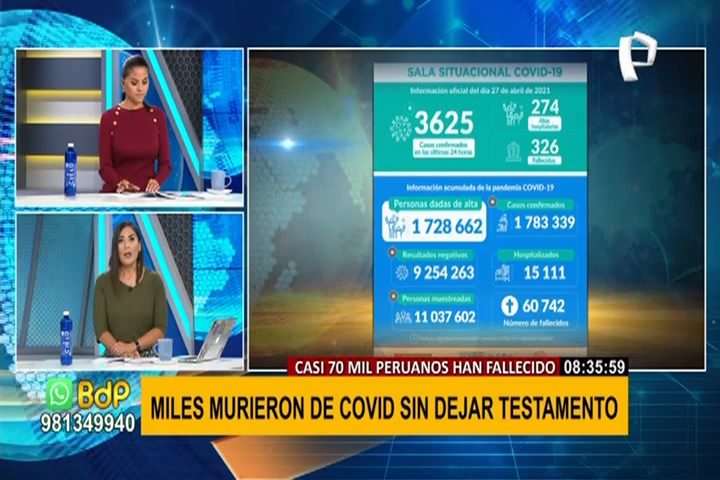 SALA SITUACIONAL COVID-19
Información oficial del día 27 de abril de 2021
3625
Casos confirmados
en las últimas 24 horas
274
Altas
hospitalarias
326
Fallecidos
Información acumulada de la pandemia COVID-19
Personas dadas de alta
1 728 662
Casos confirmados
1 783 339
Resultados negativos
9 254 263
Hospitalizados
15 111
Personas muestreadas
11 037 602
60 742
Número de fallecidos
CASI 70 MIL PERUANOS HAN FALLECIDO
08:35:59
BdP
981349940
MILES MURIERON DE COVID SIN DEJAR TESTAMENTO